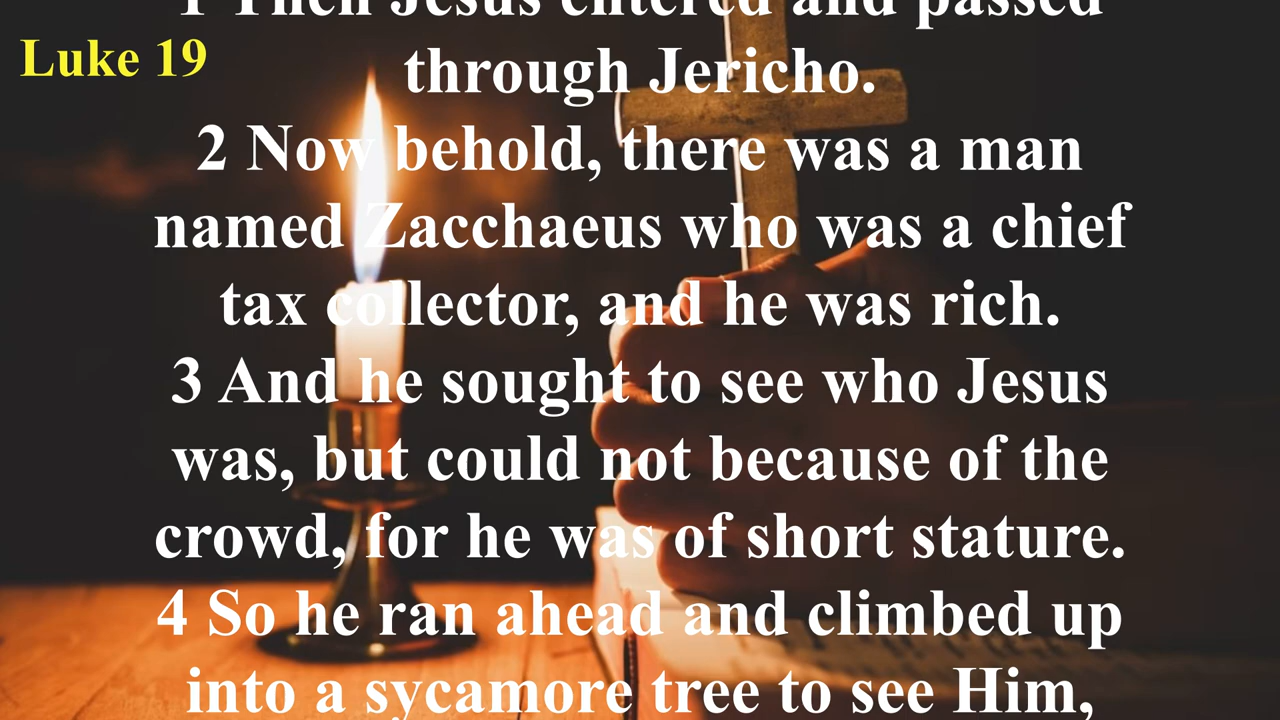 1 Then Jesus entered and passed
Luke 19
through Jericho.
2 Now behold, there was a man
named Zacchaeus who was a chief
tax collector, and he was rich.
3 And he sought to see who Jesus
was, but could not because of the
crowd, for he was of short stature.
4 So he ran ahead and climbed up
into a sycamore tree to see Him,